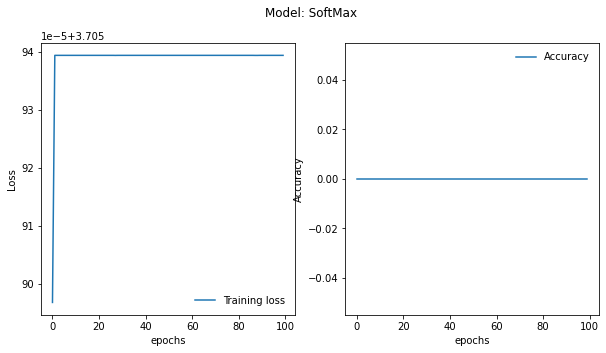 Model: SoftMax
1e-5+3.705
94
93
92
91
90
Loss
Training loss
0 20 40 60 80 100
epochs
0.04
0.02
0.00
−0.02
−0.04
Accuracy
Accuracy
0 20 40 60 80 100
epochs